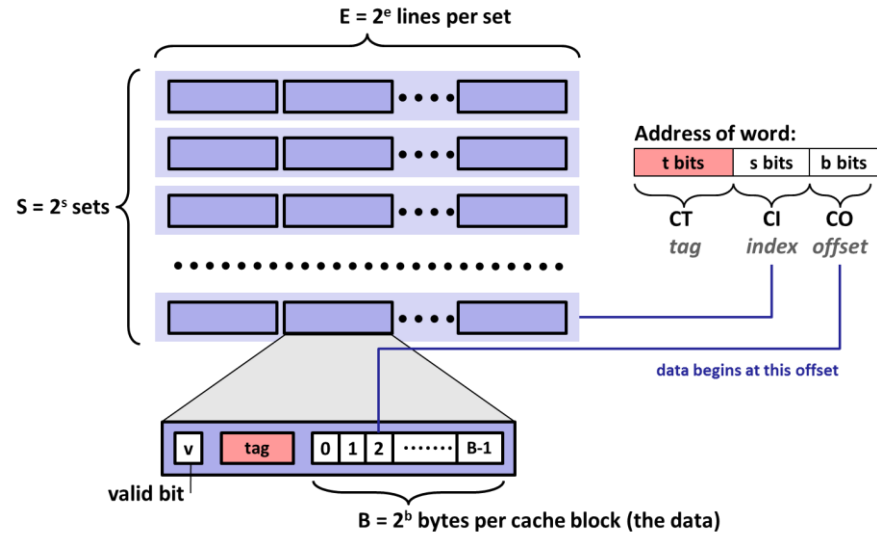 E = 2ᵉ lines per set
S = 2ˢ sets
Address of word:
t bits s bits b bits
CT CI CO
tag index offset
data begins at this offset
v tag 0 1 2 ······· B-1
valid bit
B = 2ᵇ bytes per cache block (the data)